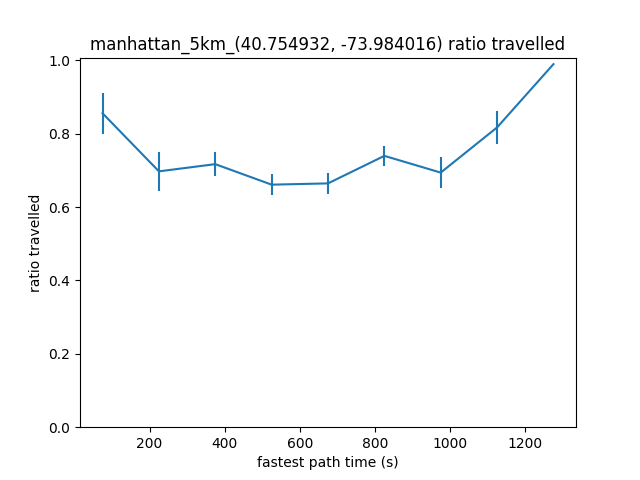 manhattan_5km_(40.754932, -73.984016) ratio travelled
1.0
0.8
0.6
0.4
0.2
0.0
ratio travelled
200 400 600 800 1000 1200
fastest path time (s)